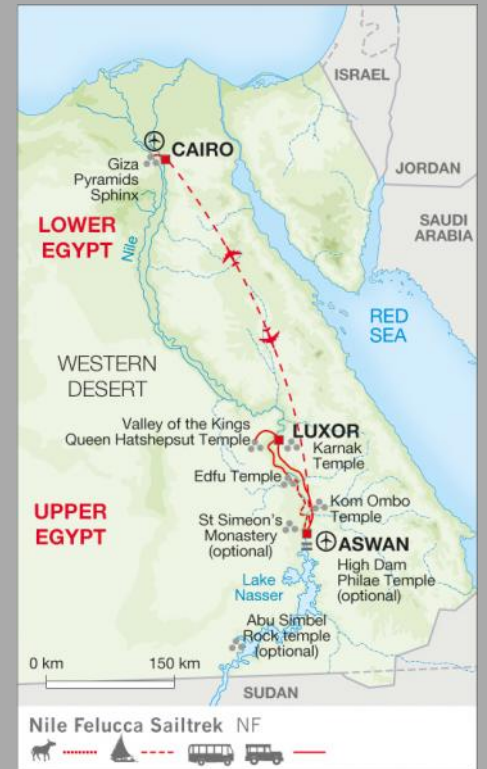 ISRAEL
CAIRO
Giza
Pyramids
Sphinx
JORDAN
LOWER
EGYPT
Nile
SAUDI
ARABIA
RED
SEA
WESTERN
DESERT
Valley of the Kings
Queen Hatshepsut Temple
LUXOR
Karnak
Temple
Edfu Temple
UPPER
EGYPT
Kom Ombo
Temple
St Simeon's
Monastery
(optional)
ASWAN
High Dam
Philae Temple
(optional)
Lake
Nasser
Abu Simbel
Rock temple
(optional)
0 km 150 km
SUDAN
Nile Felucca Sailtrek NF